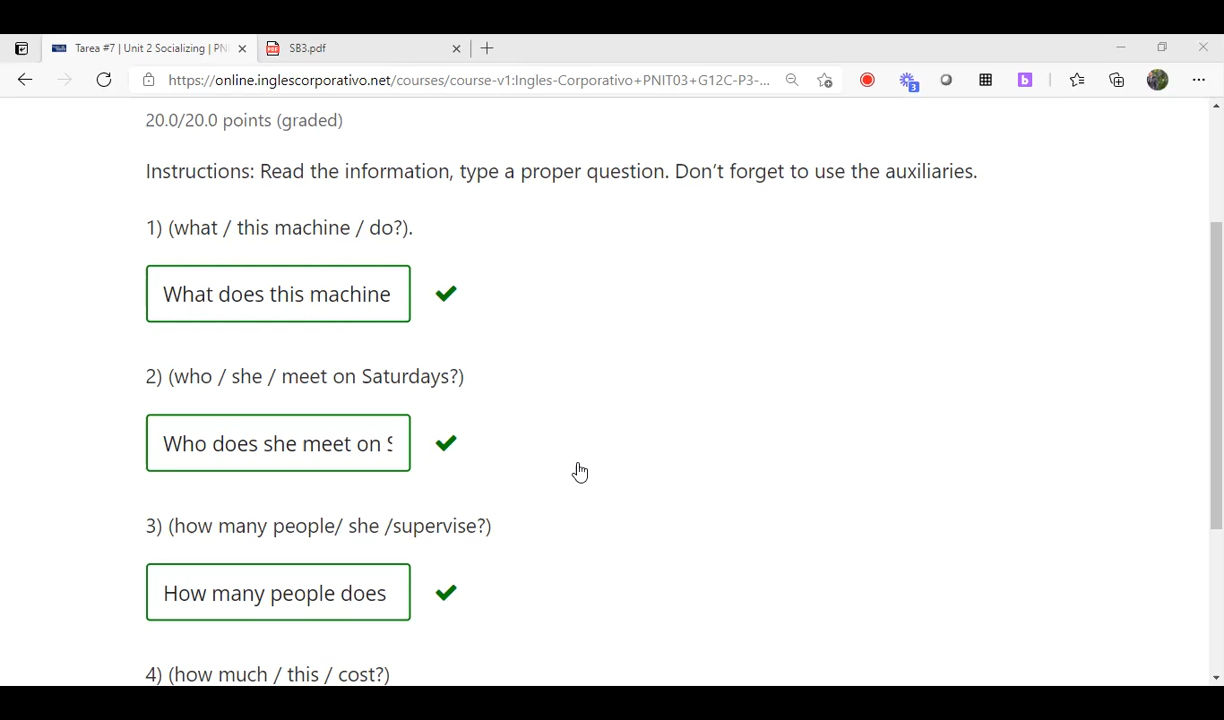 Tarea #7 | Unit 2 Socializing | PNI
SB3.pdf
https://online.inglescorporativo.net/courses/course-v1:Ingles-Corporativo+PNIT03+G12C-P3-...
3
b
20.0/20.0 points (graded)
Instructions: Read the information, type a proper question. Don't forget to use the auxiliaries.
1) (what / this machine / do?).
What does this machine
2) (who / she / meet on Saturdays?)
Who does she meet on S
3) (how many people/ she /supervise?)
How many people does
4) (how much / this / cost?)